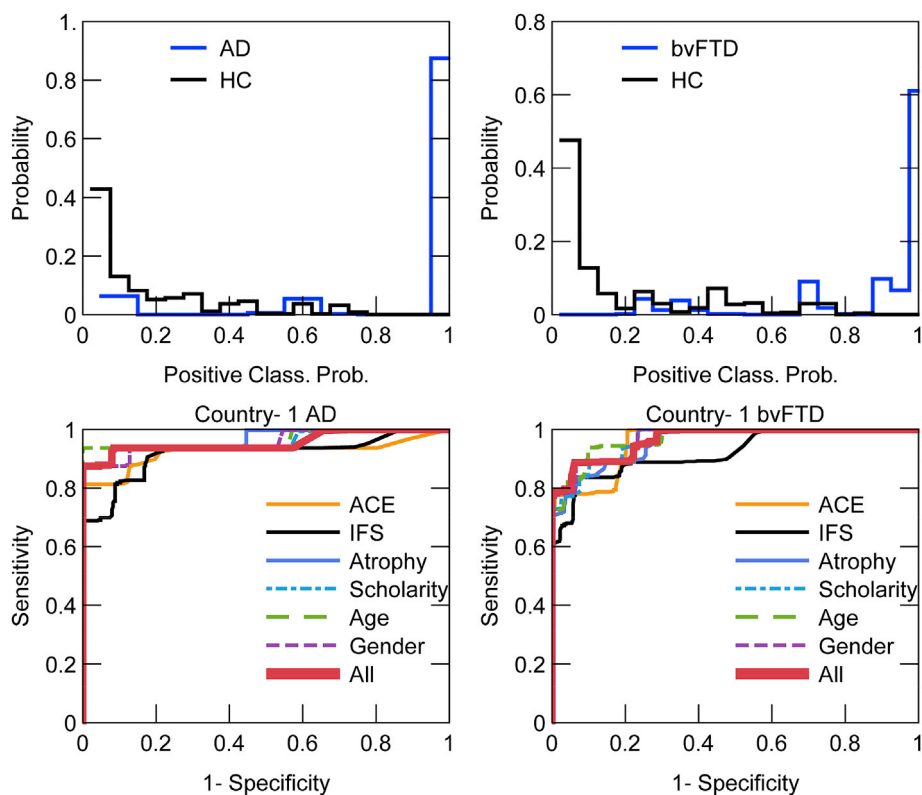 1.
0.8
0.6
0.4
0.2
0
Probability
AD
HC
0 0.2 0.4 0.6 0.8 1
Positive Class. Prob.
0.8
0.6
0.4
0.2
0
Probability
bvFTD
HC
0 0.2 0.4 0.6 0.8 1
Positive Class. Prob.
Country- 1 AD
1
0.8
0.6
0.4
0.2
0
Sensitivity
ACE
IFS
Atrophy
Scholarity
Age
Gender
All
0 0.2 0.4 0.6 0.8 1
1- Specificity
Country- 1 bvFTD
1
0.8
0.6
0.4
0.2
0
Sensitivity
ACE
IFS
Atrophy
Scholarity
Age
Gender
All
0 0.2 0.4 0.6 0.8 1
1- Specificity